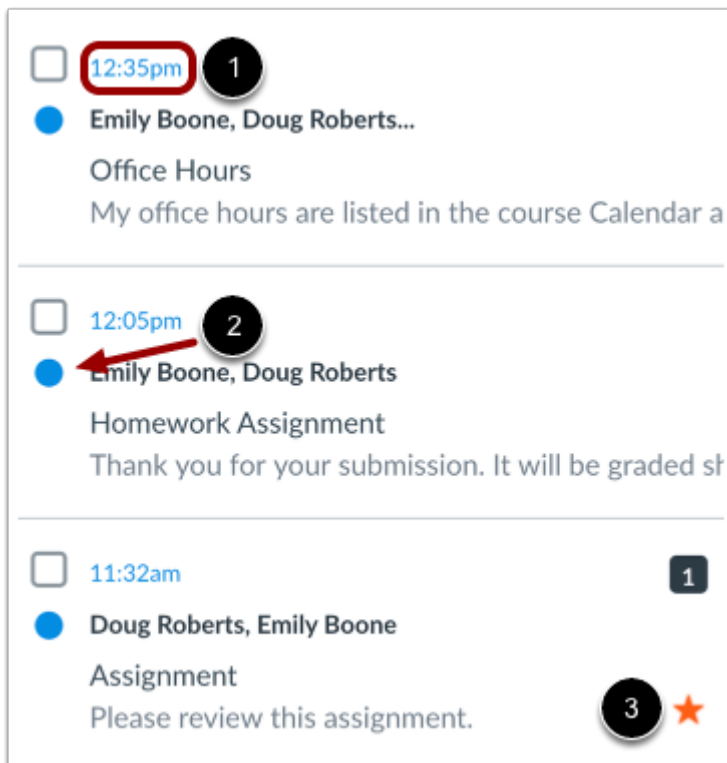 12:35pm 1
Emily Boone, Doug Roberts...
Office Hours
My office hours are listed in the course Calendar a
12:05pm 2
Emily Boone, Doug Roberts
Homework Assignment
Thank you for your submission. It will be graded sh
11:32am 1
Doug Roberts, Emily Boone
Assignment
Please review this assignment. 3